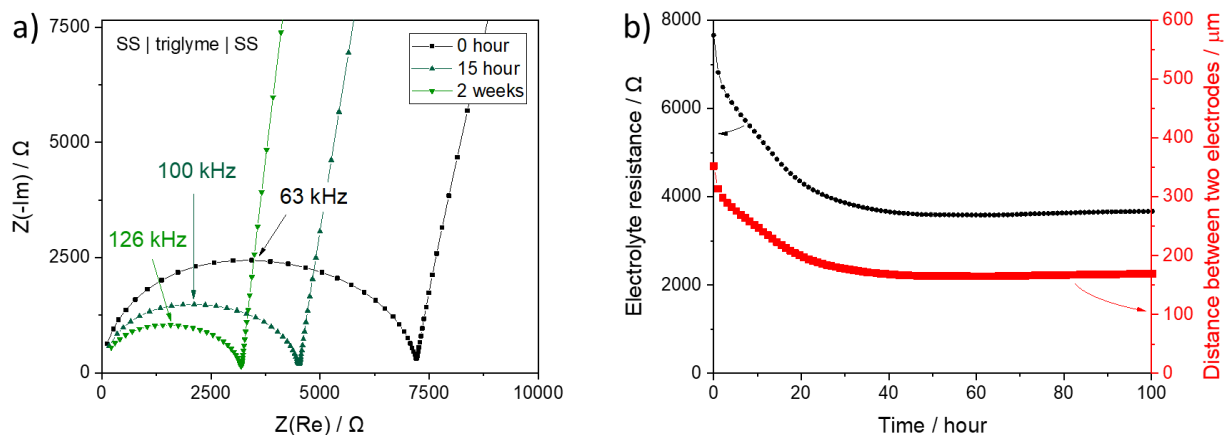 a)
SS | triglyme | SS
0 hour
15 hour
2 weeks
100 kHz
63 kHz
126 kHz
7500
5000
2500
0
Z(-Im) / Ω
0
2500
5000
7500
10000
Z(Re) / Ω
b)
8000
6000
4000
2000
0
Electrolyte resistance / Ω
600
500
400
300
200
100
0
Distance between two electrodes / μm
0
20
40
60
80
100
Time / hour